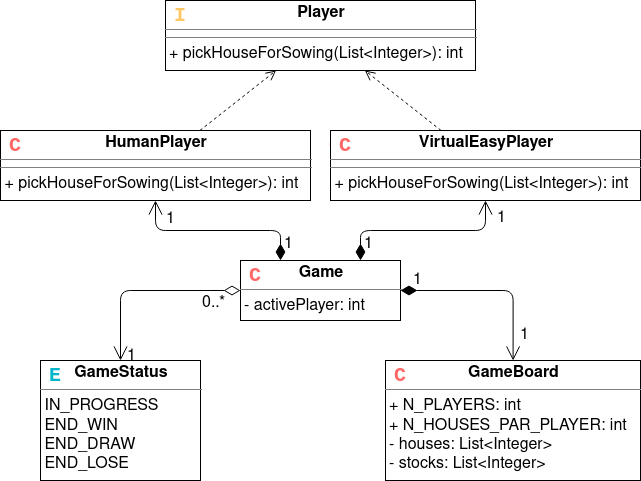 I Player
+ pickHouseForSowing(List<Integer>): int
C HumanPlayer
+ pickHouseForSowing(List<Integer>): int
C VirtualEasyPlayer
+ pickHouseForSowing(List<Integer>): int
1
1
1
1
C Game
- activePlayer: int
0..*
1
1
1
E GameStatus
IN_PROGRESS
END_WIN
END_DRAW
END_LOSE
C GameBoard
+ N_PLAYERS: int
+ N_HOUSES_PAR_PLAYER: int
- houses: List<Integer>
- stocks: List<Integer>